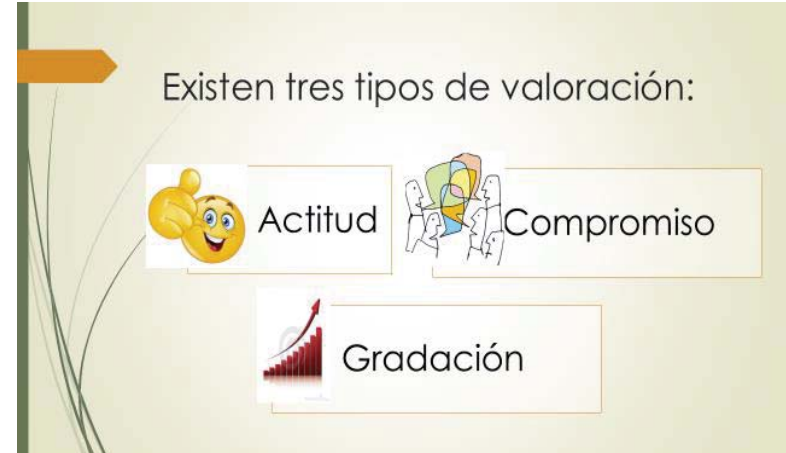 Existen tres tipos de valoración:
Actitud
Compromiso
Gradación